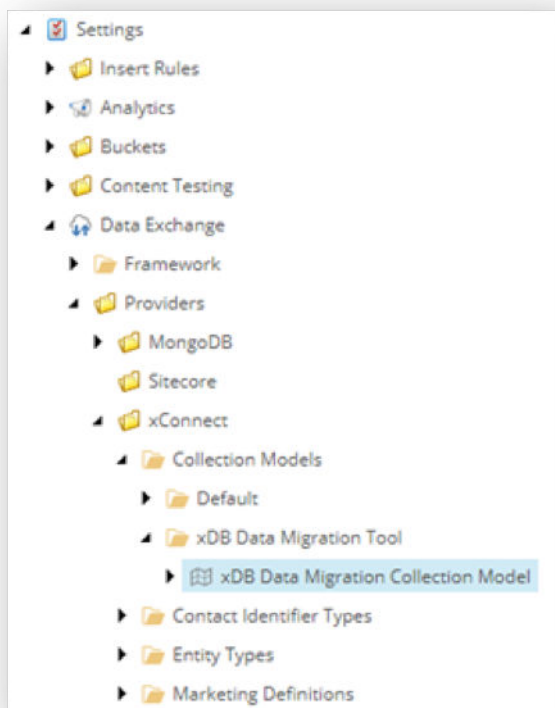 Settings
Insert Rules
Analytics
Buckets
Content Testing
Data Exchange
Framework
Providers
MongoDB
Sitecore
xConnect
Collection Models
Default
xDB Data Migration Tool
xDB Data Migration Collection Model
Contact Identifier Types
Entity Types
Marketing Definitions